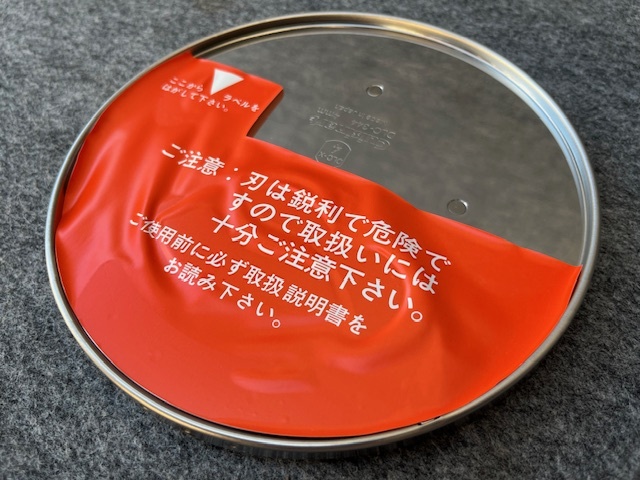 ここから
はがして下さい。
ラベルを
ご注意・刃は鋭利で危険で
すので取扱いには
十分ご注意下さい。
ご使用前に必ず取扱説明書を
お読み下さい。